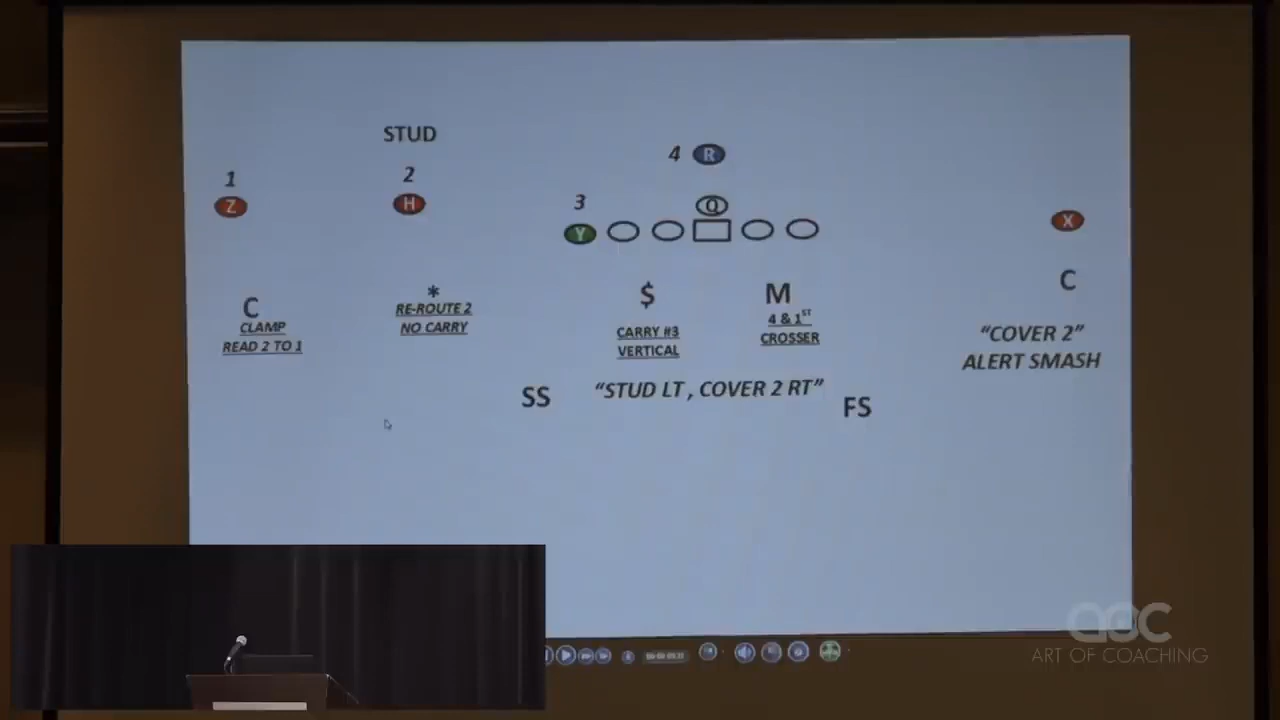 STUD
1
2
3
4
R
Z
H
Q
Y
X
C
CLAMP
READ 2 TO 1
*
RE-ROUTE 2
NO CARRY
$
CARRY #3
VERTICAL
M
4 & 1ST
CROSSER
C
"COVER 2"
ALERT SMASH
SS
"STUD LT , COVER 2 RT"
FS
aoc
ART OF COACHING